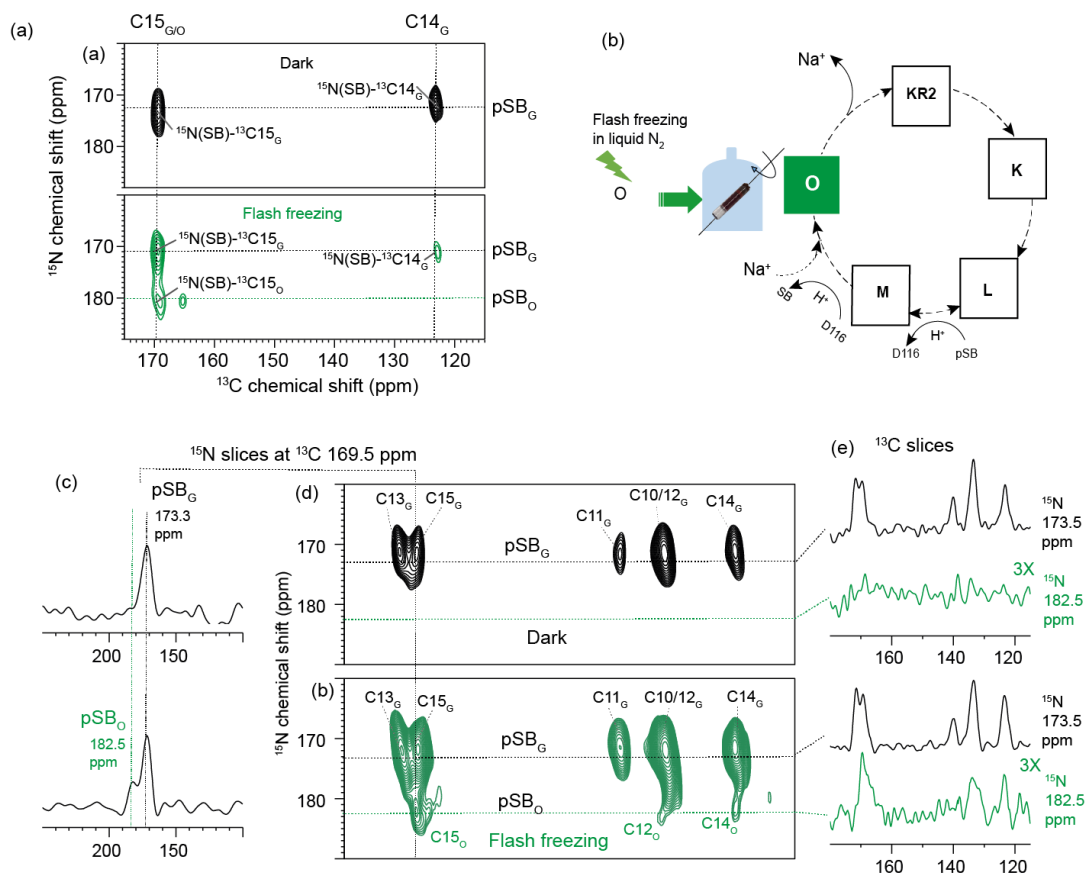 (a)
C15G/O
C14G
(a)
Dark
15N(SB)-13C14G
15N(SB)-13C15G
pSBG
170
180
Flash freezing
15N(SB)-13C15G
15N(SB)-13C14G
15N(SB)-13C15O
pSBG
pSBO
170
180
15N chemical shift (ppm)
170
160
150
140
130
120
13C chemical shift (ppm)
(b)
Na+
KR2
Flash freezing
in liquid N2
O
O
K
Na+
M
L
SB
H+
D116
D116
H+
pSB
15N slices at 13C 169.5 ppm
(c)
pSBG
173.3
ppm
200
150
pSBO
182.5
ppm
200
150
(d)
C13G
C15G
C11G
C10/12G
C14G
pSBG
170
180
Dark
15N chemical shift (ppm)
(b)
C13G
C15G
C11G
C10/12G
C14G
pSBG
pSBO
170
180
C15O
C12O
C14O
Flash freezing
(e)
13C slices
15N
173.5
ppm
3X
15N
182.5
ppm
160
140
120
15N
173.5
ppm
3X
15N
182.5
ppm
160
140
120